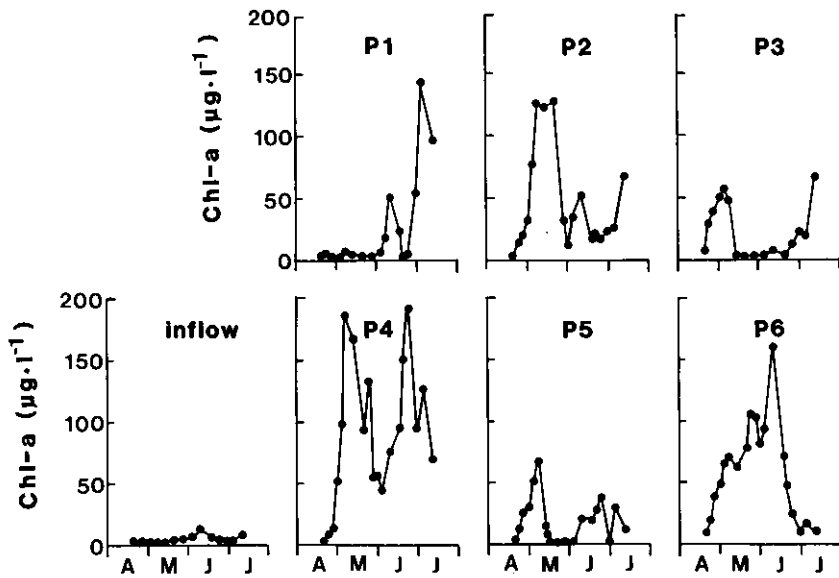 Chl-a (µg·l⁻¹)
200
150
100
50
0
P1
P2
P3
Chl-a (µg·l⁻¹)
200
150
100
50
0
inflow
P4
P5
P6
A M J J
A M J J
A M J J
A M J J